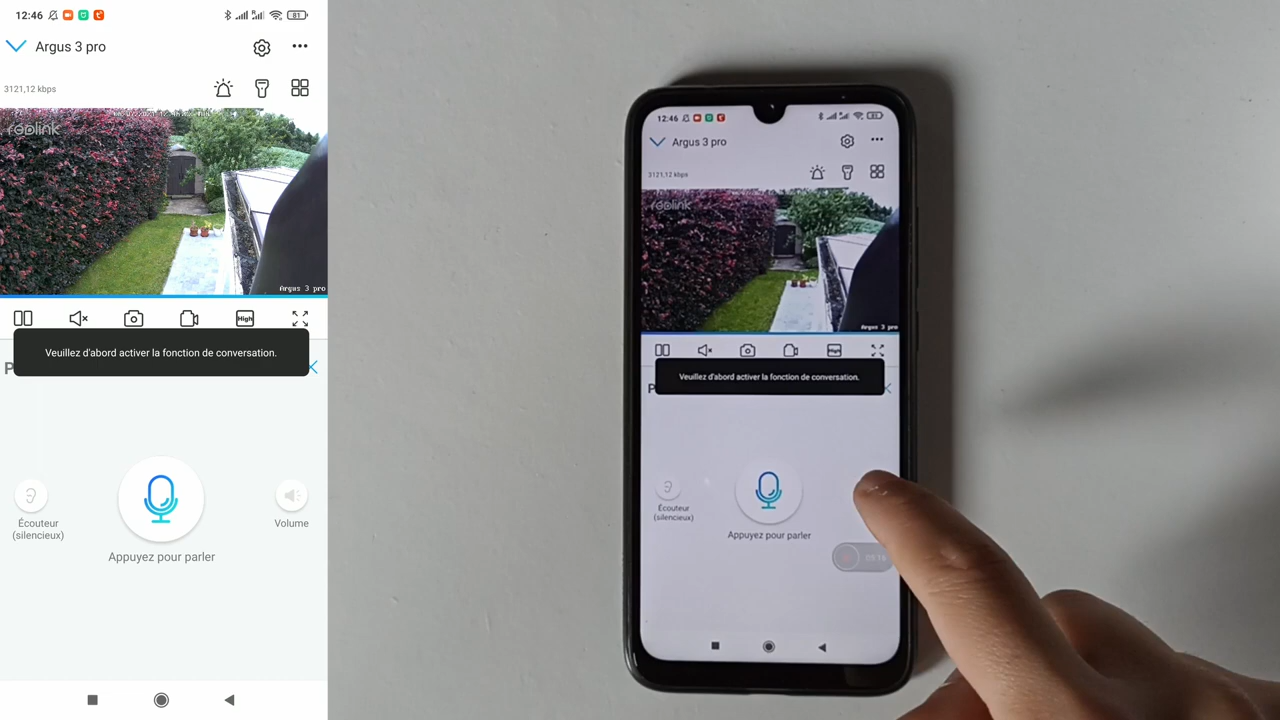 12:46
81
Argus 3 pro
3121,12 kbps
reolink
Argus 3 pro
High
Veuillez d'abord activer la fonction de conversation.
P
Écouteur
(silencieux)
Volume
Appuyez pour parler
12:46
81
Argus 3 pro
3121,12 kbps
reolink
Argus 3 pro
Veuillez d'abord activer la fonction de conversation.
P
Écouteur
(silencieux)
Appuyez pour parler